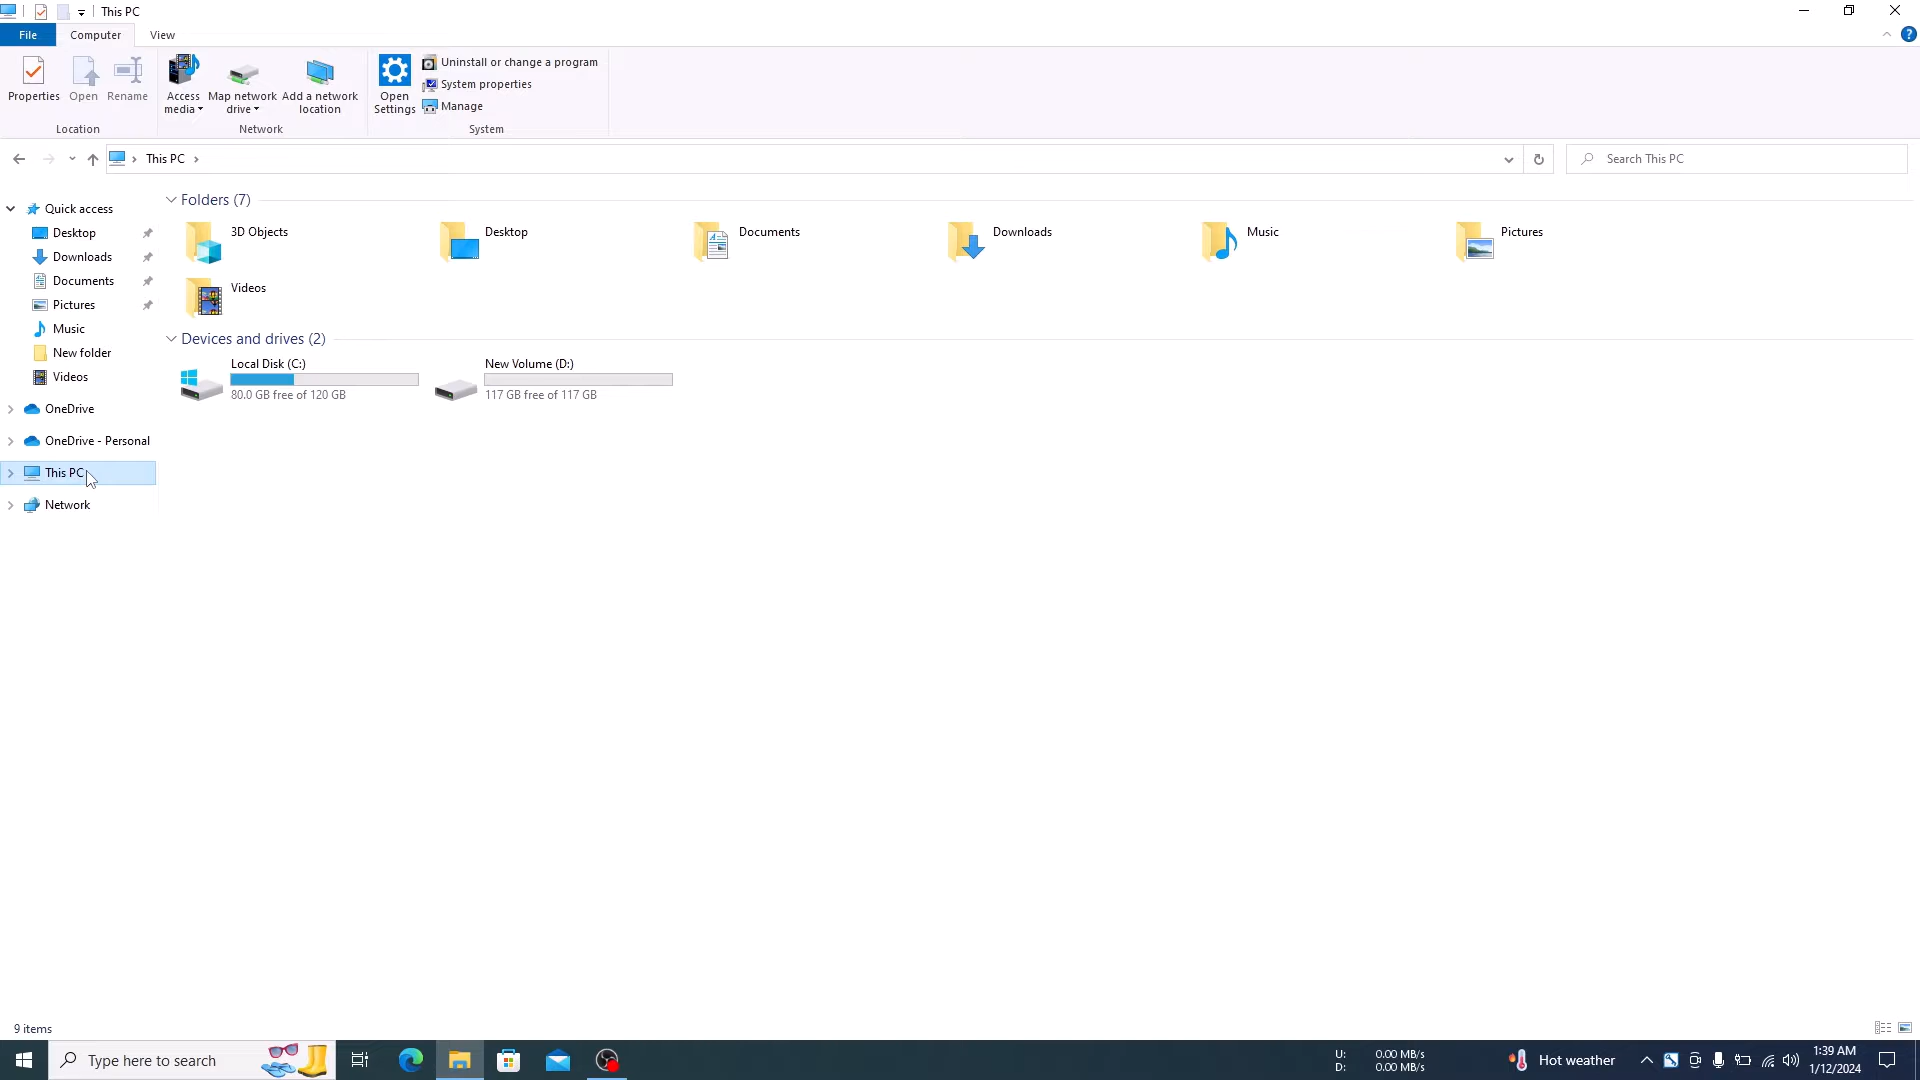 This PC
File Computer View
Properties Open Rename Access media Map network drive Add a network location Open Settings Uninstall or change a program
System properties
Manage
Location Network System
This PC Search This PC
Quick access
Desktop
Downloads
Documents
Pictures
Music
New folder
Videos
OneDrive
OneDrive - Personal
This PC
Network
Folders (7)
3D Objects Desktop Documents Downloads Music Pictures
Videos
Devices and drives (2)
Local Disk (C:) New Volume (D:)
80.0 GB free of 120 GB 117 GB free of 117 GB
9 items
Type here to search
U: 0.00 MB/s
D: 0.00 MB/s
Hot weather
1:39 AM
1/12/2024